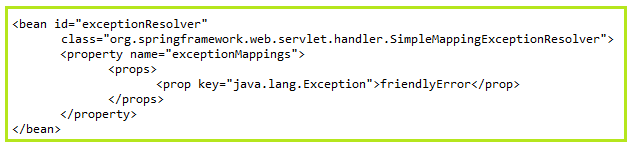 <bean id="exceptionResolver"
class="org.springframework.web.servlet.handler.SimpleMappingExceptionResolver">
<property name="exceptionMappings">
<props>
<prop key="java.lang.Exception">friendlyError</prop>
</props>
</property>
</bean>